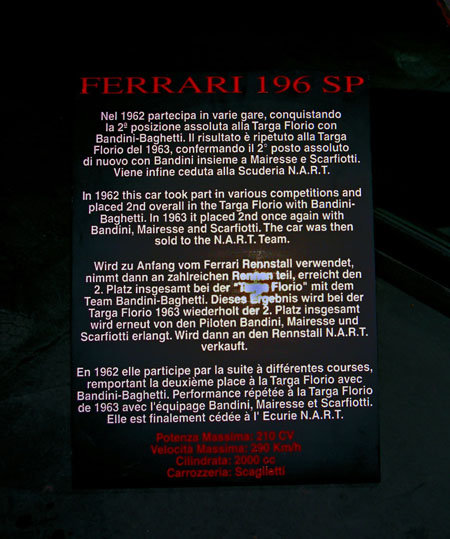 FERRARI 196 SP
Nel 1962 partecipa in varie gare, conquistando
la 2ª posizione assoluta alla Targa Florio con
Bandini-Baghetti. Il risultato è ripetuto alla Targa
Florio del 1963, confermando il 2° posto assoluto
di nuovo con Bandini insieme a Mairesse e Scarfiotti.
Viene infine ceduta alla Scuderia N.A.R.T.
In 1962 this car took part in various competitions and
placed 2nd overall in the Targa Florio with Bandini-
Baghetti. In 1963 it placed 2nd once again with
Bandini, Mairesse and Scarfiotti. The car was then
sold to the N.A.R.T. Team.
Wird zu Anfang vom Ferrari Rennstall verwendet,
nimmt dann an zahlreichen Rennen teil, erreicht den
2. Platz insgesamt bei der "Targa Florio" mit dem
Team Bandini-Baghetti. Dieses Ergebnis wird bei der
Targa Florio 1963 wiederholt der 2. Platz insgesamt
wird erneut von den Piloten Bandini, Mairesse und
Scarfiotti erlangt. Wird dann an den Rennstall N.A.R.T.
verkauft.
En 1962 elle participe par la suite à différentes courses,
remportant la deuxième place à la Targa Florio avec
Bandini-Baghetti. Performance répétée à la Targa Florio
de 1963 avec l'équipage Bandini, Mairesse et Scarfiotti.
Elle est finalement cédée à l' Ecurie N.A.R.T.
Potenza Massima: 210 CV
Velocità Massima: 290 Km/h
Cilindrata: 2000 cc
Carrozzeria: Scaglietti